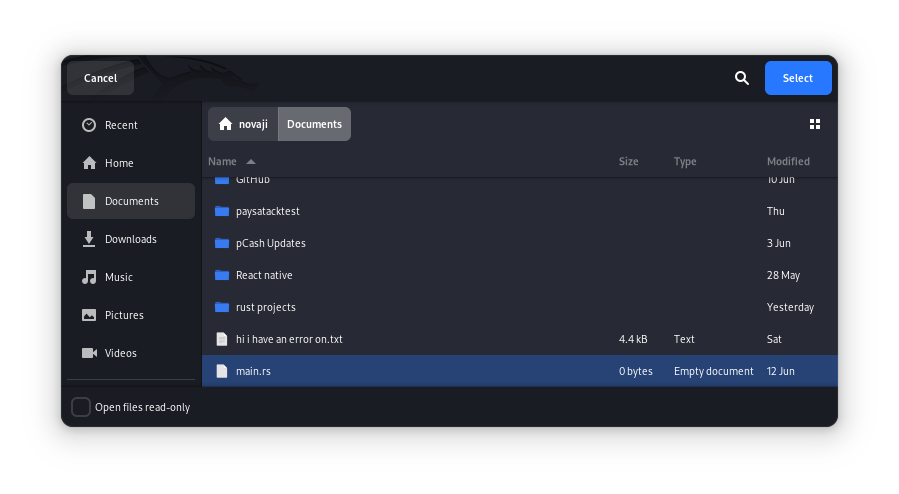 Cancel
Select
Recent
Home
Documents
Downloads
Music
Pictures
Videos
novaji Documents
Name Size Type Modified
GitHub 10 Jun
paysatacktest Thu
pCash Updates 3 Jun
React native 28 May
rust projects Yesterday
hi i have an error on.txt 4.4 kB Text Sat
main.rs 0 bytes Empty document 12 Jun
Open files read-only